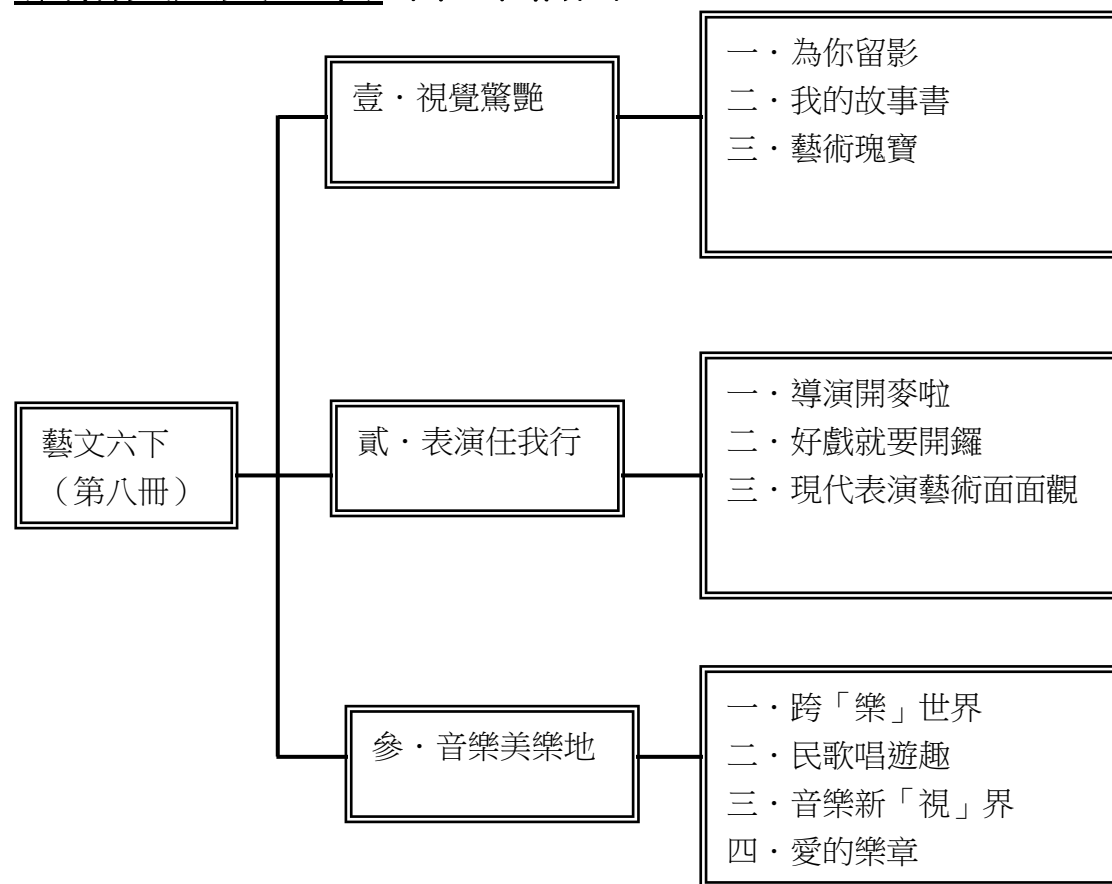 藝文六下
（第八冊）
壹．視覺驚艷
一．為你留影
二．我的故事書
三．藝術瑰寶
貳．表演任我行
一．導演開麥啦
二．好戲就要開鑼
三．現代表演藝術面面觀
參．音樂美樂地
一．跨「樂」世界
二．民歌唱遊趣
三．音樂新「視」界
四．愛的樂章